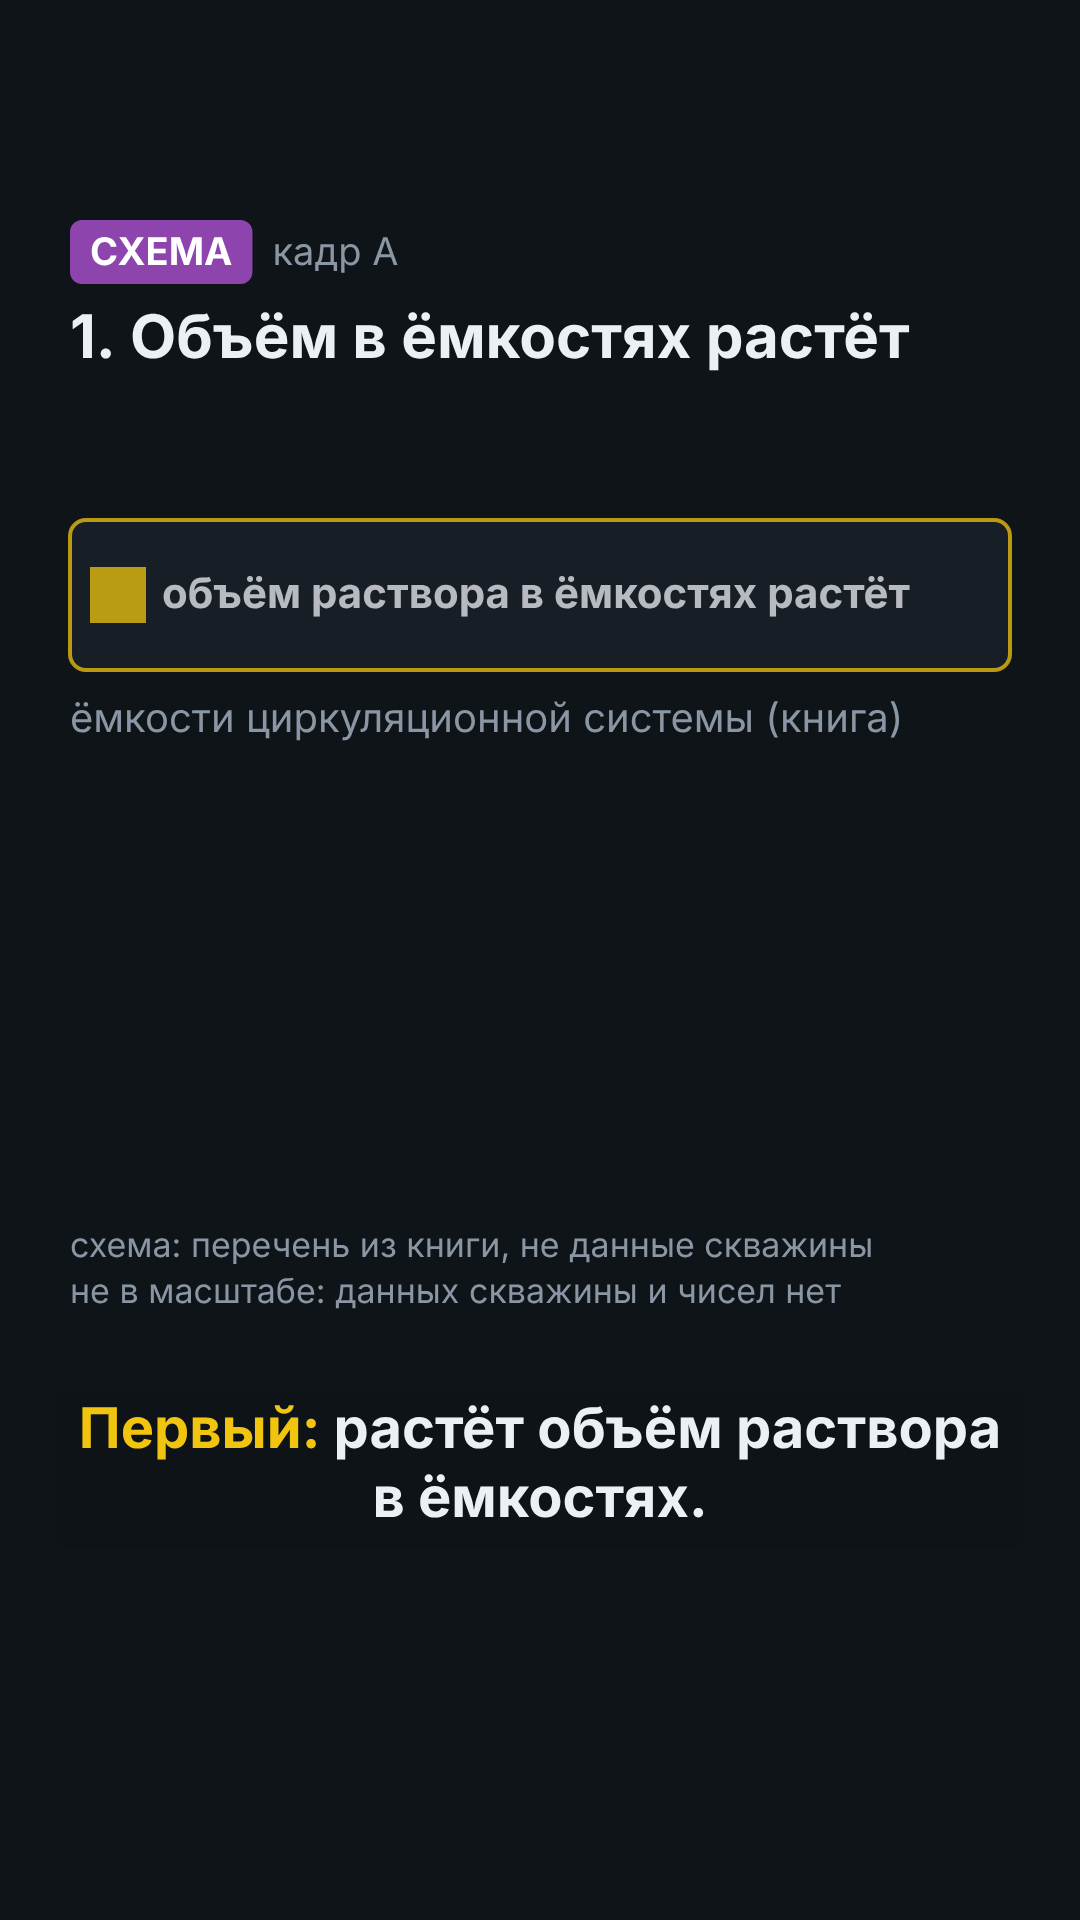 СХЕМА кадр А
1. Объём в ёмкостях растёт
объём раствора в ёмкостях растёт
ёмкости циркуляционной системы (книга)
схема: перечень из книги, не данные скважины
не в масштабе: данных скважины и чисел нет
Первый: растёт объём раствора
в ёмкостях.